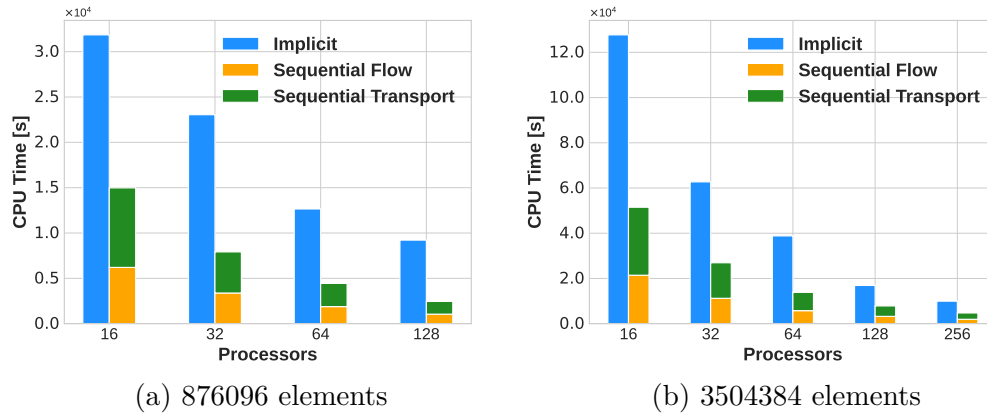 ×10⁴
3.0
2.5
2.0
1.5
1.0
0.5
0.0
CPU Time [s]
Implicit
Sequential Flow
Sequential Transport
16 32 64 128
Processors
(a) 876096 elements
×10⁴
12.0
10.0
8.0
6.0
4.0
2.0
0.0
CPU Time [s]
Implicit
Sequential Flow
Sequential Transport
16 32 64 128 256
Processors
(b) 3504384 elements